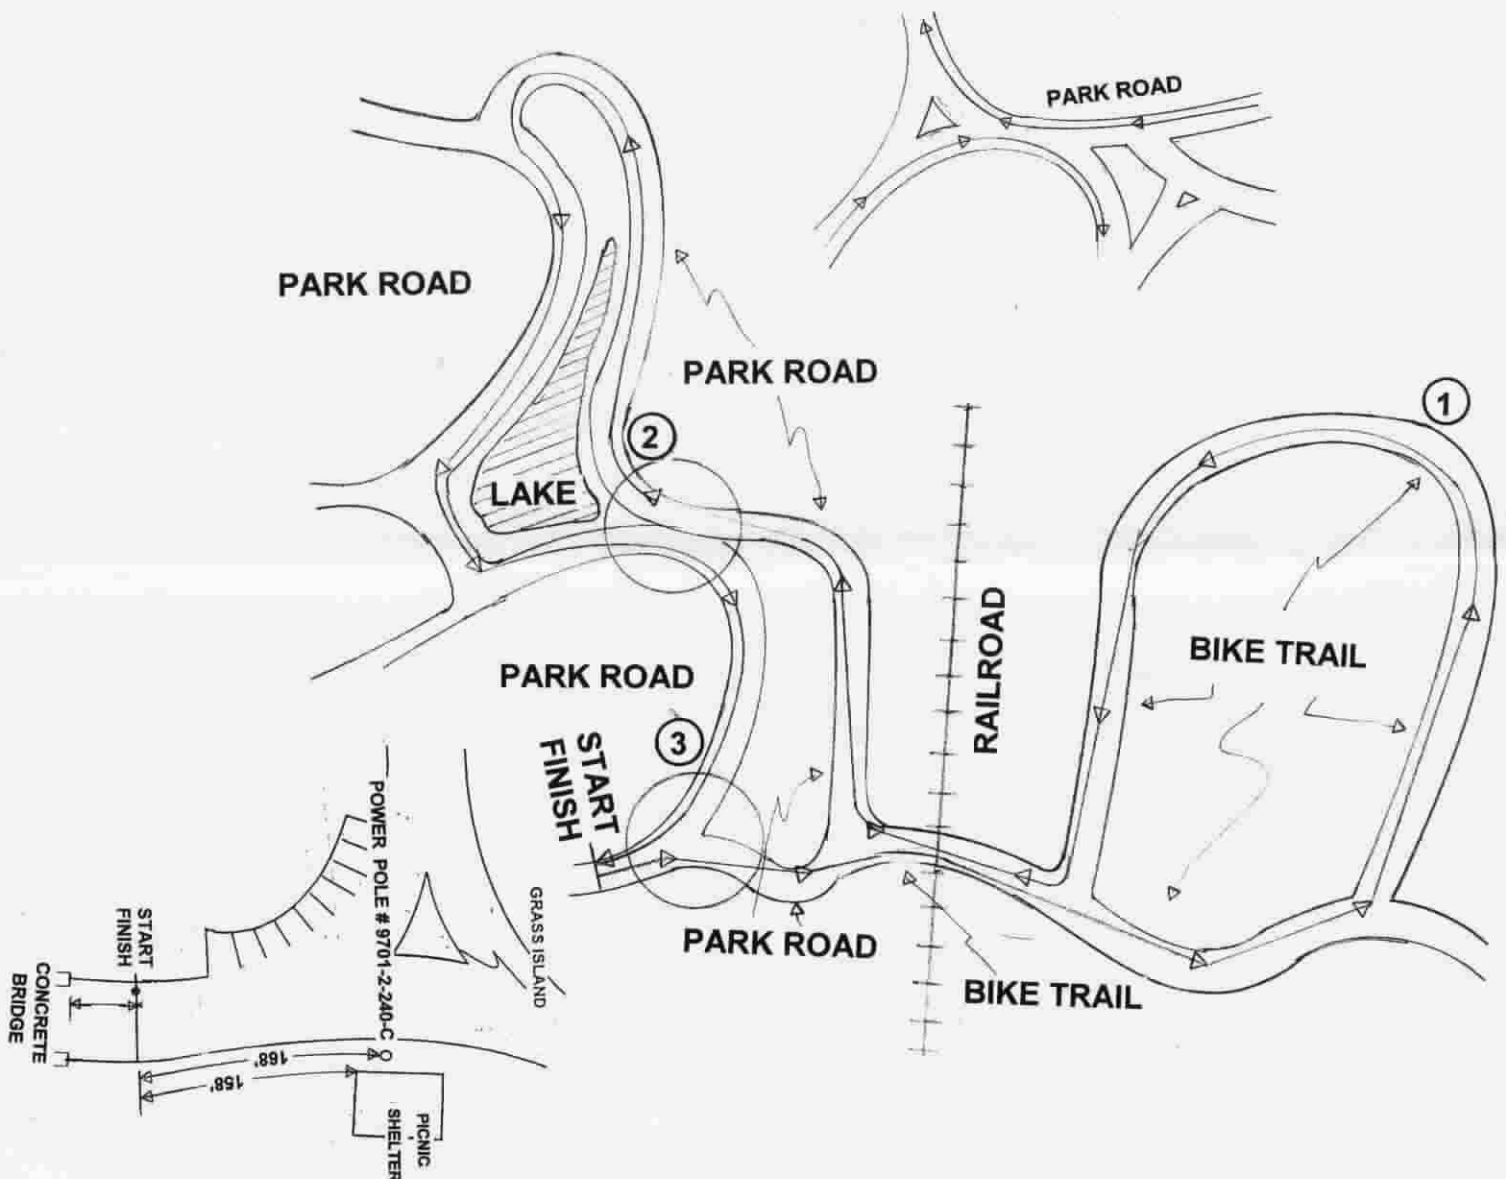 PARK ROAD
PARK ROAD
PARK ROAD
1
2
LAKE
RAILROAD
BIKE TRAIL
PARK ROAD
3
START
FINISH
PARK ROAD
BIKE TRAIL
POWER POLE # 9701-2-240-C
GRASS ISLAND
START
FINISH
CONCRETE
BRIDGE
168'
158'
PICNIC
SHELTER